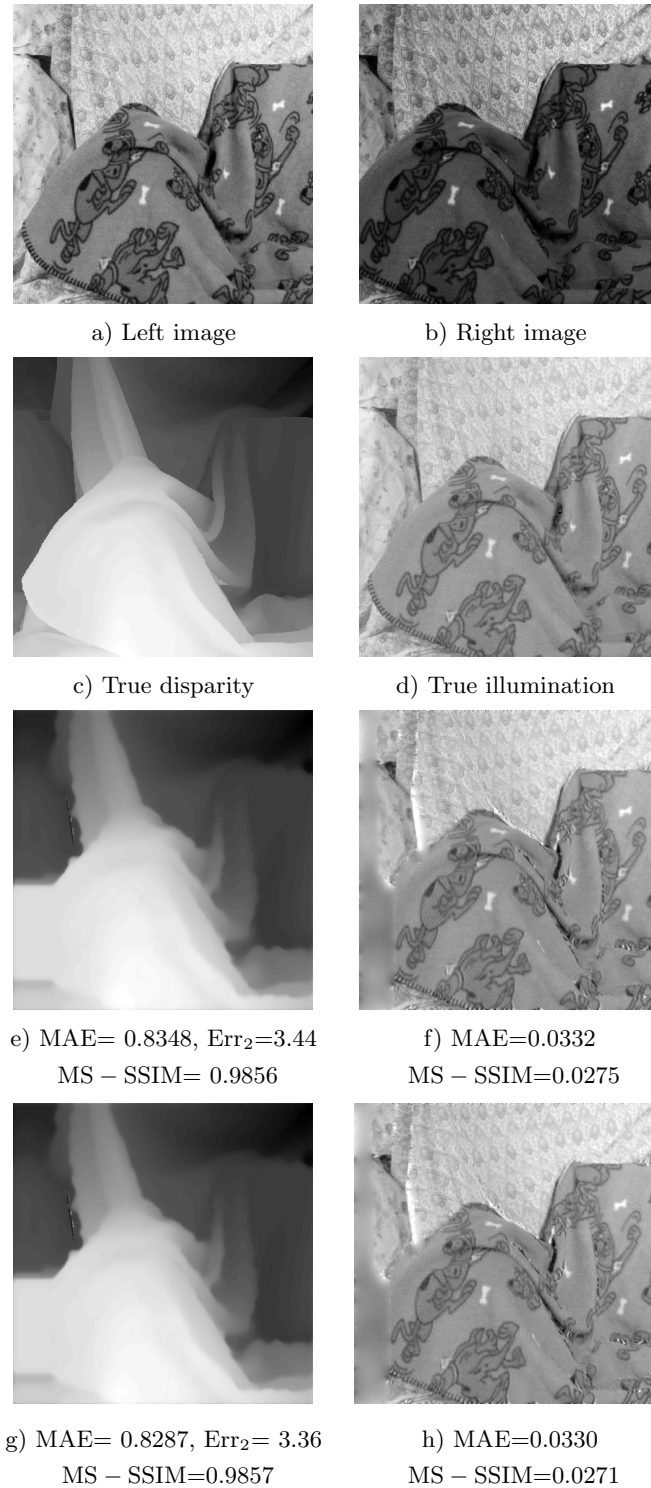 a) Left image
b) Right image
c) True disparity
d) True illumination
e) MAE= 0.8348, Err₂=3.44
MS – SSIM= 0.9856
f) MAE=0.0332
MS – SSIM=0.0275
g) MAE= 0.8287, Err₂= 3.36
MS – SSIM=0.9857
h) MAE=0.0330
MS – SSIM=0.0271